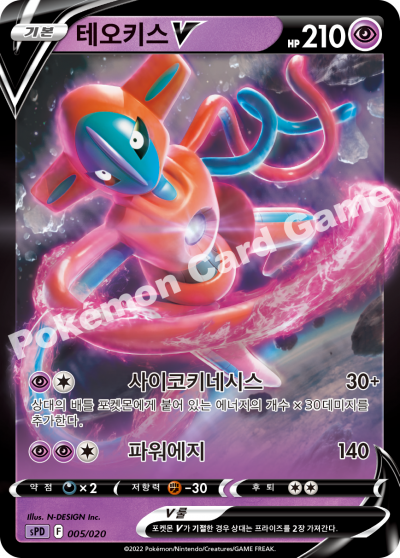 기본 테오키스 V HP 210
Pokémon Card Game
사이코키네시스 30+
상대의 배틀 포켓몬에게 붙어 있는 에너지의 개수 × 30데미지를
추가한다.
파워에지 140
약점 ×2 저항력 -30 후퇴
Illus. N-DESIGN Inc.
sPD F 005/020
V 룰
포켓몬 V가 기절한 경우 상대는 프라이즈를 2장 가져간다.
©2022 Pokémon/Nintendo/Creatures/GAME FREAK.